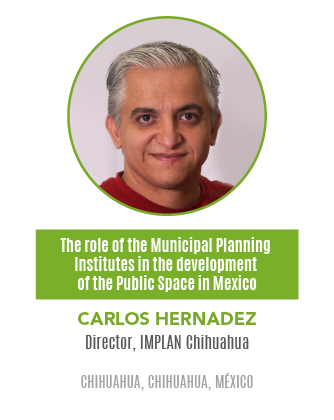 The role of the Municipal Planning
Institutes in the development
of the Public Space in Mexico
CARLOS HERNADEZ
Director, IMPLAN Chihuahua
CHIHUAHUA, CHIHUAHUA, MÉXICO